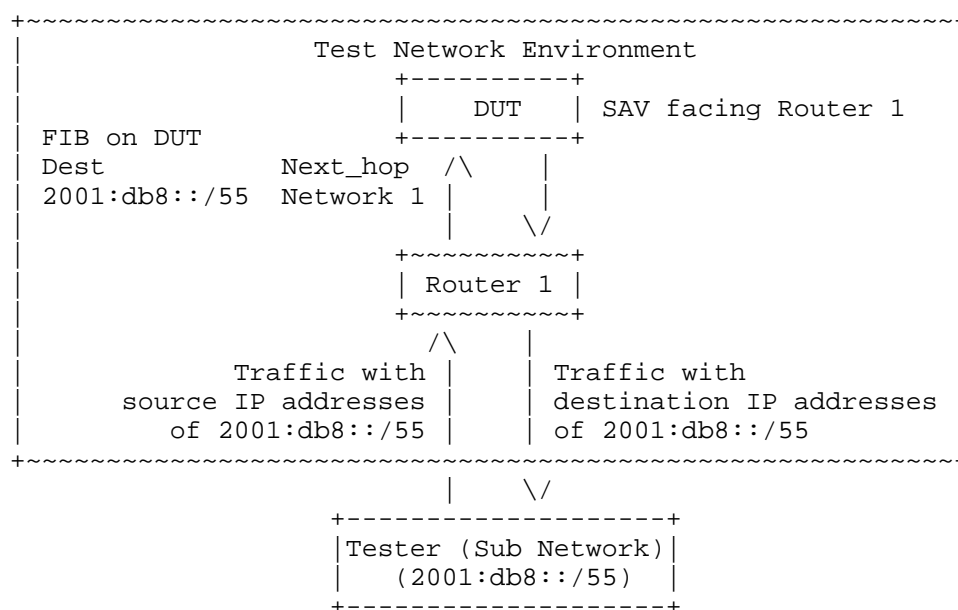 Test Network Environment
DUT SAV facing Router 1
FIB on DUT
Dest Next_hop
2001:db8::/55 Network 1
Router 1
Traffic with Traffic with
source IP addresses destination IP addresses
of 2001:db8::/55 of 2001:db8::/55
Tester (Sub Network)
(2001:db8::/55)